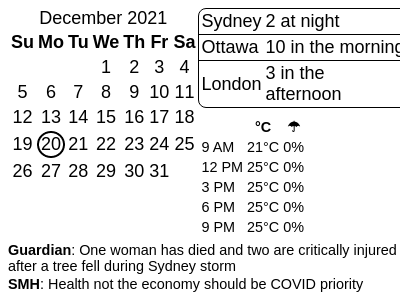 December 2021
Su Mo Tu We Th Fr Sa
1 2 3 4
5 6 7 8 9 10 11
12 13 14 15 16 17 18
19 20 21 22 23 24 25
26 27 28 29 30 31
Sydney 2 at night
Ottawa 10 in the morning
London 3 in the
afternoon
°C ☂
9 AM 21°C 0%
12 PM 25°C 0%
3 PM 25°C 0%
6 PM 25°C 0%
9 PM 25°C 0%
Guardian: One woman has died and two are critically injured
after a tree fell during Sydney storm
SMH: Health not the economy should be COVID priority